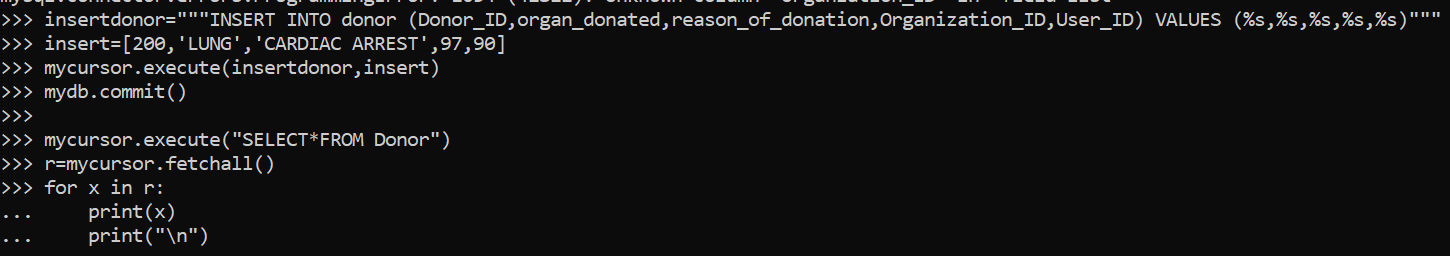 mysql.connector.errors.ProgrammingError: 1054 (42S22): Unknown column 'Organization_ID' in 'field list'
>>> insertdonor="""INSERT INTO donor (Donor_ID,organ_donated,reason_of_donation,Organization_ID,User_ID) VALUES (%s,%s,%s,%s,%s)"""
>>> insert=[200,'LUNG','CARDIAC ARREST',97,90]
>>> mycursor.execute(insertdonor,insert)
>>> mydb.commit()
>>>
>>> mycursor.execute("SELECT*FROM Donor")
>>> r=mycursor.fetchall()
>>> for x in r:
...     print(x)
...     print("\n")